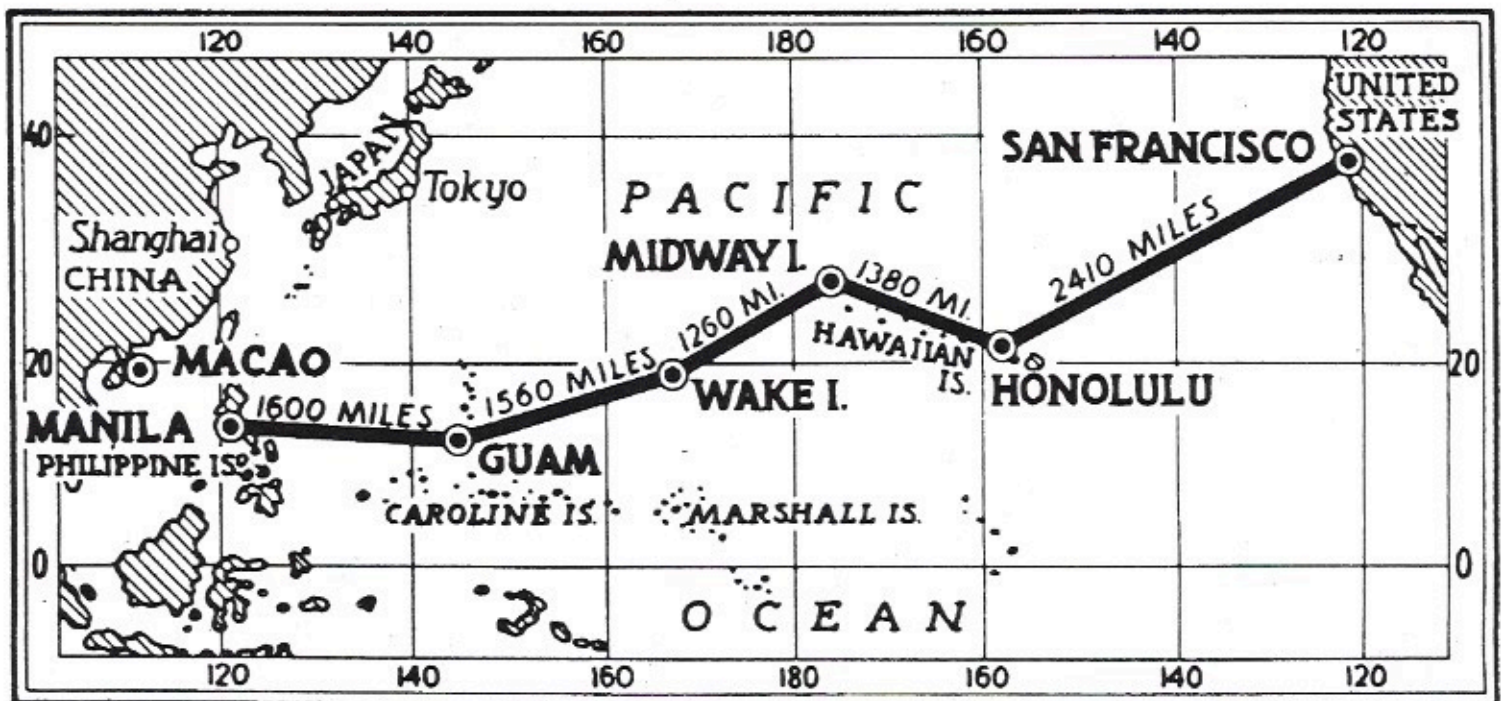 120 140 160 180 160 140 120
UNITED
STATES
40
SAN FRANCISCO
JAPAN
Tokyo
PACIFIC
Shanghai
CHINA
MIDWAY I.
1380 MI.
2410 MILES
1260 MI.
HAWAIIAN
IS.
MACAO
20
20
1560 MILES
WAKE I.
HONOLULU
1600 MILES
MANILA
PHILIPPINE IS.
GUAM
CAROLINE IS.
MARSHALL IS.
0
0
OCEAN
120 140 160 180 160 140 120